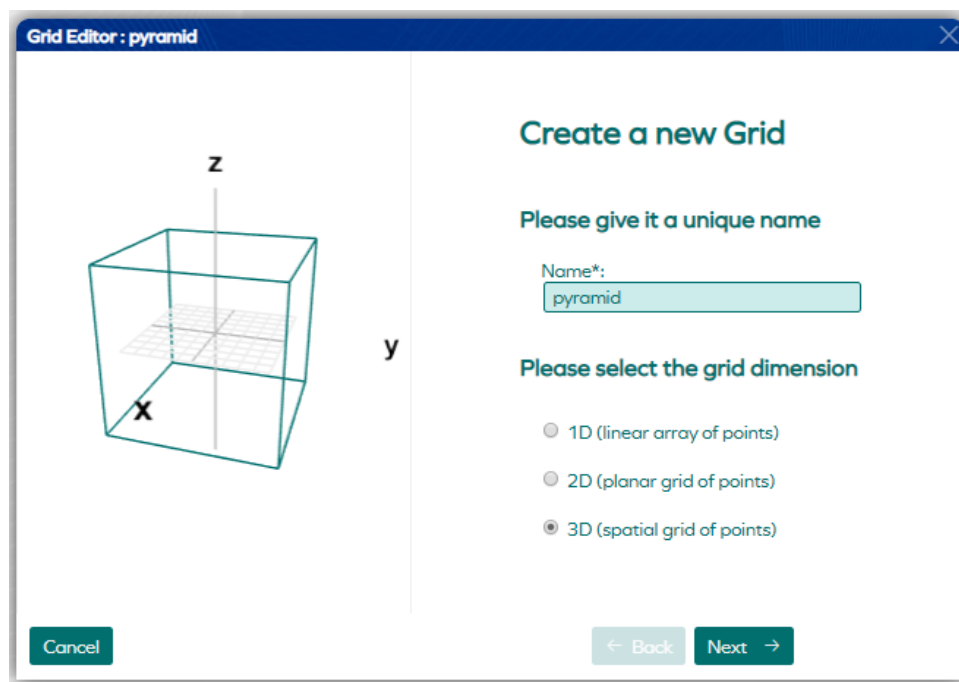 Grid Editor : pyramid
z
y
x
Create a new Grid
Please give it a unique name
Name*:
pyramid
Please select the grid dimension
1D (linear array of points)
2D (planar grid of points)
3D (spatial grid of points)
Cancel
← Back
Next →